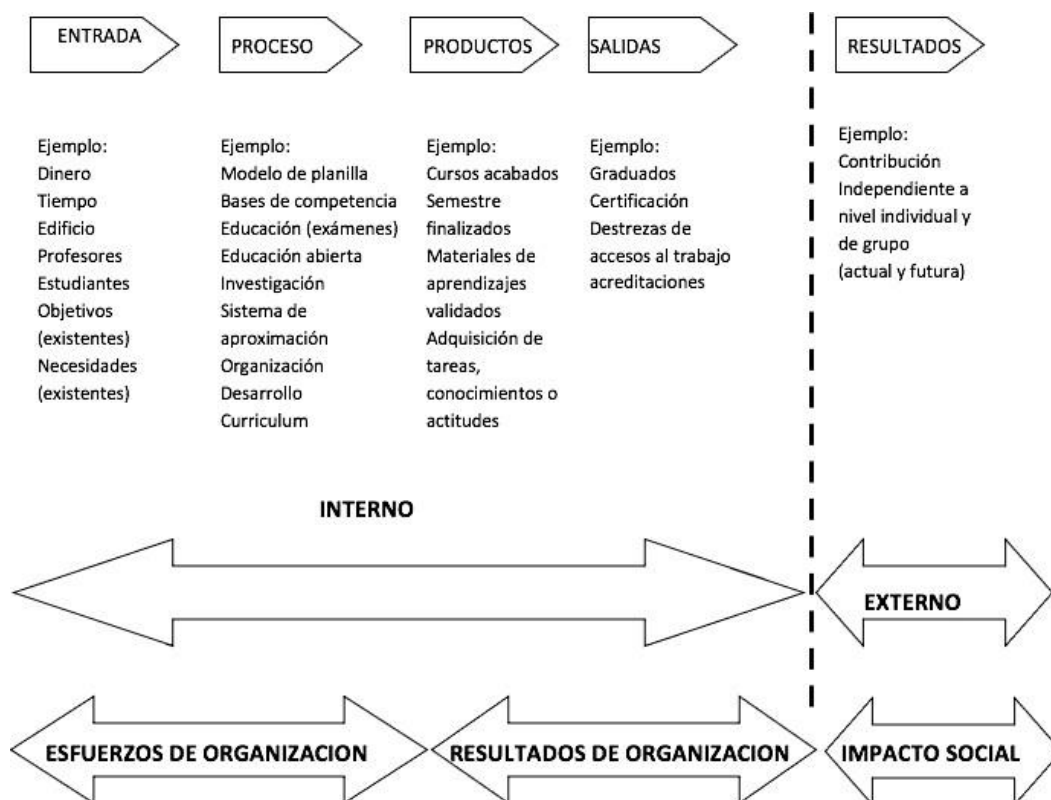 ENTRADA
PROCESO
PRODUCTOS
SALIDAS
RESULTADOS
Ejemplo:
Dinero
Tiempo
Edificio
Profesores
Estudiantes
Objetivos
(existentes)
Necesidades
(existentes)
Ejemplo:
Modelo de planilla
Bases de competencia
Educación (exámenes)
Educación abierta
Investigación
Sistema de
aproximación
Organización
Desarrollo
Curriculum
Ejemplo:
Cursos acabados
Semestre
finalizados
Materiales de
aprendizajes
validados
Adquisición de
tareas,
conocimientos o
actitudes
Ejemplo:
Graduados
Certificación
Destrezas de
accesos al trabajo
acreditaciones
Ejemplo:
Contribución
Independiente a
nivel individual y
de grupo
(actual y futura)
INTERNO
EXTERNO
ESFUERZOS DE ORGANIZACION
RESULTADOS DE ORGANIZACION
IMPACTO SOCIAL